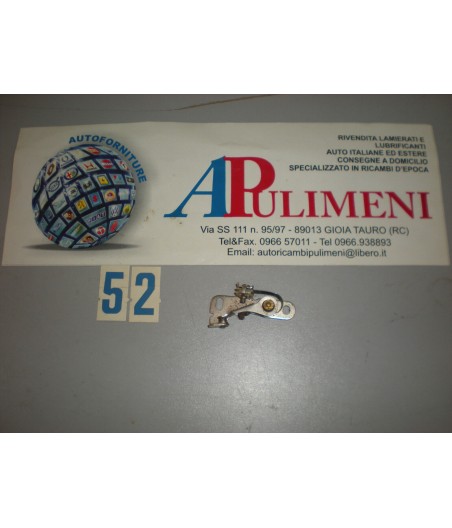 AUTOFORNITURE
RIVENDITA LAMIERATI E
LUBRIFICANTI
AUTO ITALIANE ED ESTERE
CONSEGNE A DOMICILIO
SPECIALIZZATO IN RICAMBI D'EPOCA
APULIMENI
Via SS 111 n. 95/97 - 89013 GIOIA TAURO (RC)
Tel&Fax. 0966 57011 - Tel 0966.938893
Email: autoricambipulimeni@libero.it
52